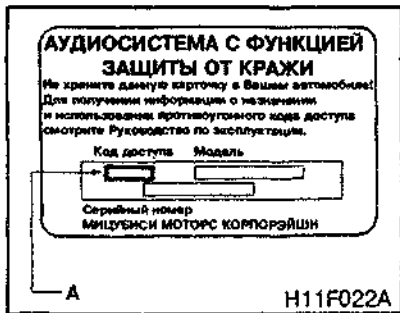 АУДИОСИСТЕМА С ФУНКЦИЕЙ
ЗАЩИТЫ ОТ КРАЖИ
Не храните данную карточку в Вашем автомобиле!
Для получения информации о назначении
и использовании противоугонного кода доступа
смотрите Руководство по эксплуатации.
Код доступа Модель
Серийный номер
МИЦУБИСИ МОТОРС КОРПОРЭЙШН
А H11F022A